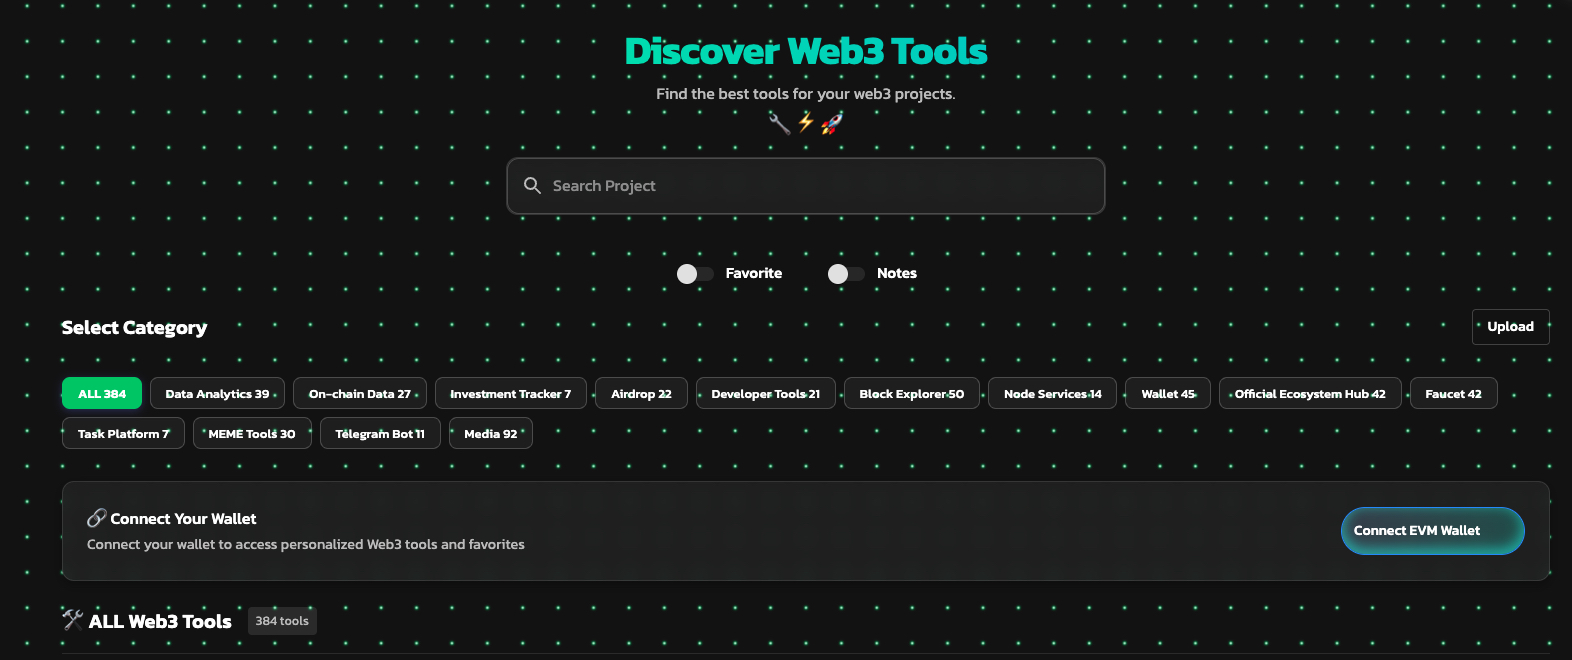 Discover Web3 Tools
Find the best tools for your web3 projects.
🔧⚡🚀
Search Project
Favorite
Notes
Select Category
Upload
ALL 384
Data Analytics 39
On-chain Data 27
Investment Tracker 7
Airdrop 22
Developer Tools 21
Block Explorer 50
Node Services 14
Wallet 45
Official Ecosystem Hub 42
Faucet 42
Task Platform 7
MEME Tools 30
Telegram Bot 11
Media 92
🔗 Connect Your Wallet
Connect your wallet to access personalized Web3 tools and favorites
Connect EVM Wallet
🛠 ALL Web3 Tools
384 tools